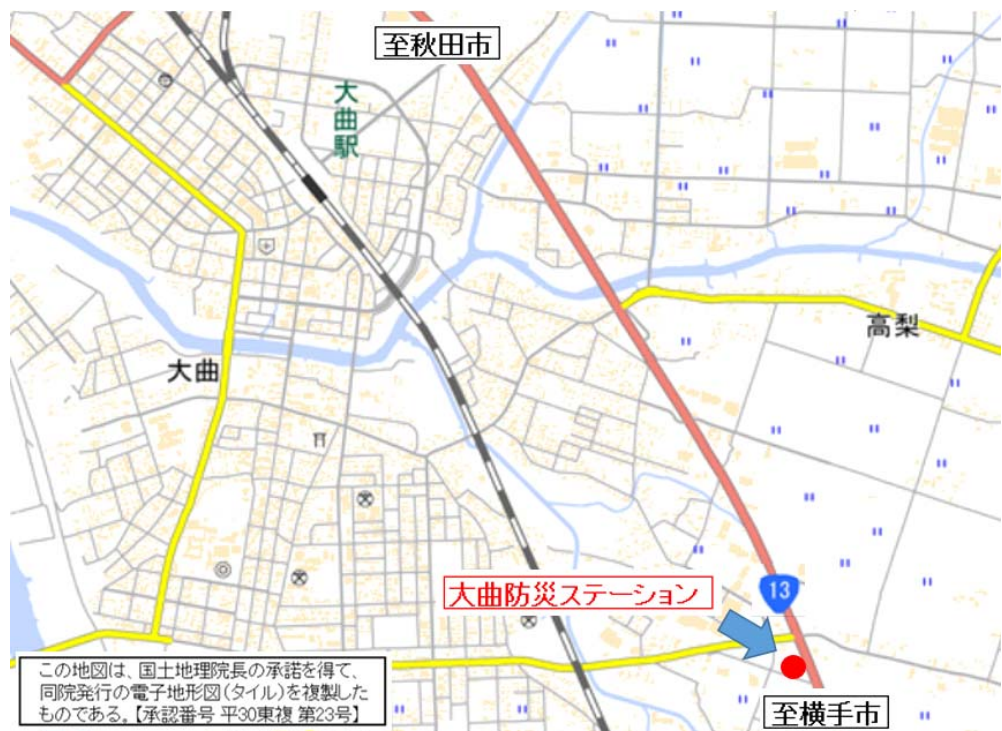 至秋田市
大曲駅
高梨
大曲
大曲防災ステーション
13
この地図は、国土地理院長の承諾を得て、
同院発行の電子地形図(タイル)を複製した
ものである。【承認番号 平30東複 第23号】
至横手市